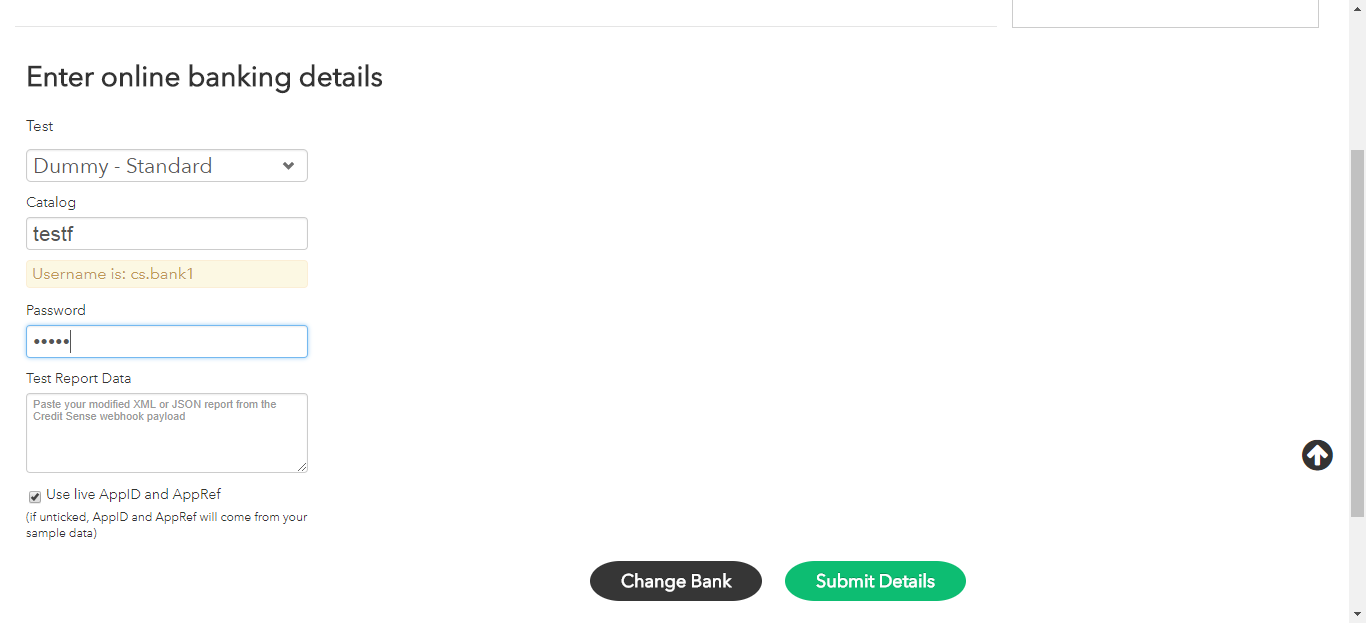 Enter online banking details
Test
Dummy - Standard
Catalog
testf
Username is: cs.bank1
Password
•••••
Test Report Data
Paste your modified XML or JSON report from the
Credit Sense webhook payload
Use live AppID and AppRef
(if unticked, AppID and AppRef will come from your
sample data)
Change Bank
Submit Details